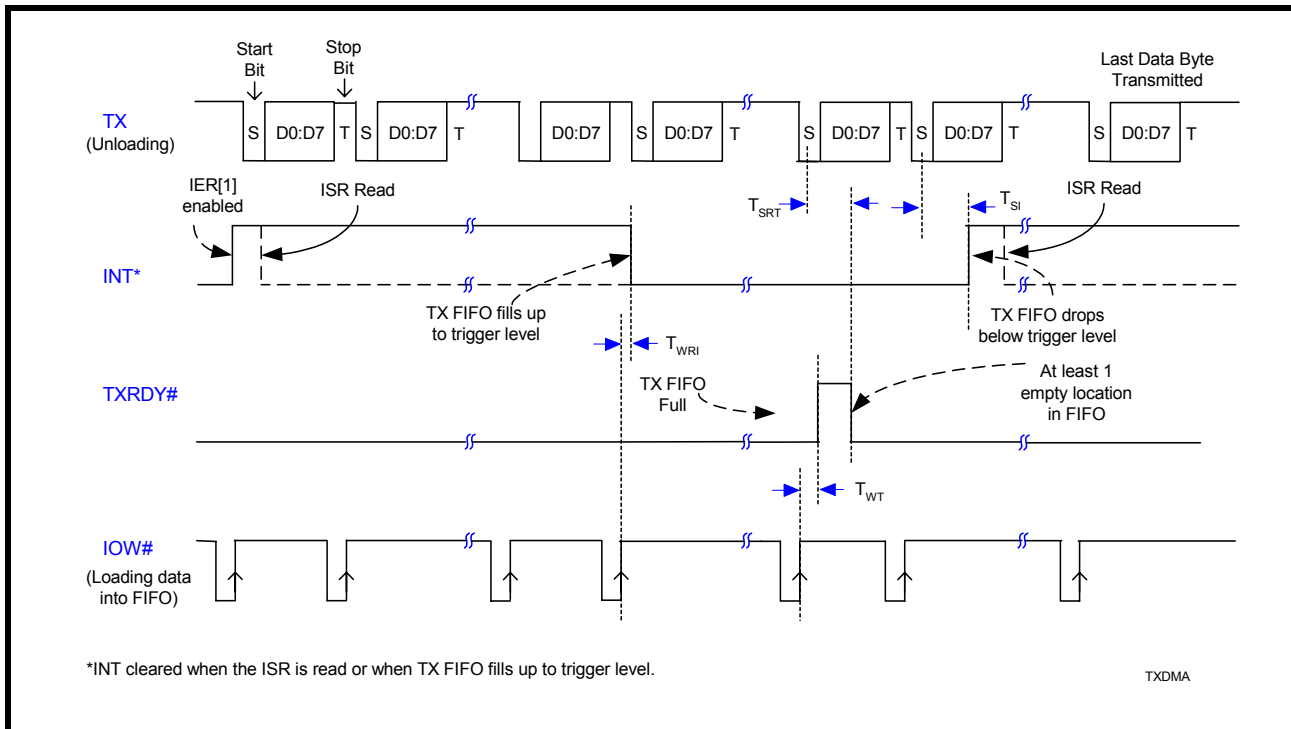 Start
Bit
Stop
Bit
Last Data Byte
Transmitted
TX
(Unloading)
S D0:D7 T S D0:D7 T D0:D7 S D0:D7 T S D0:D7 T S D0:D7 T S D0:D7 T
IER[1]
enabled
ISR Read
TSRT
TSI
ISR Read
INT*
TX FIFO fills up
to trigger level
TX FIFO drops
below trigger level
TWRI
TXRDY#
TX FIFO
Full
At least 1
empty location
in FIFO
TWT
IOW#
(Loading data
into FIFO)
*INT cleared when the ISR is read or when TX FIFO fills up to trigger level.
TXDMA